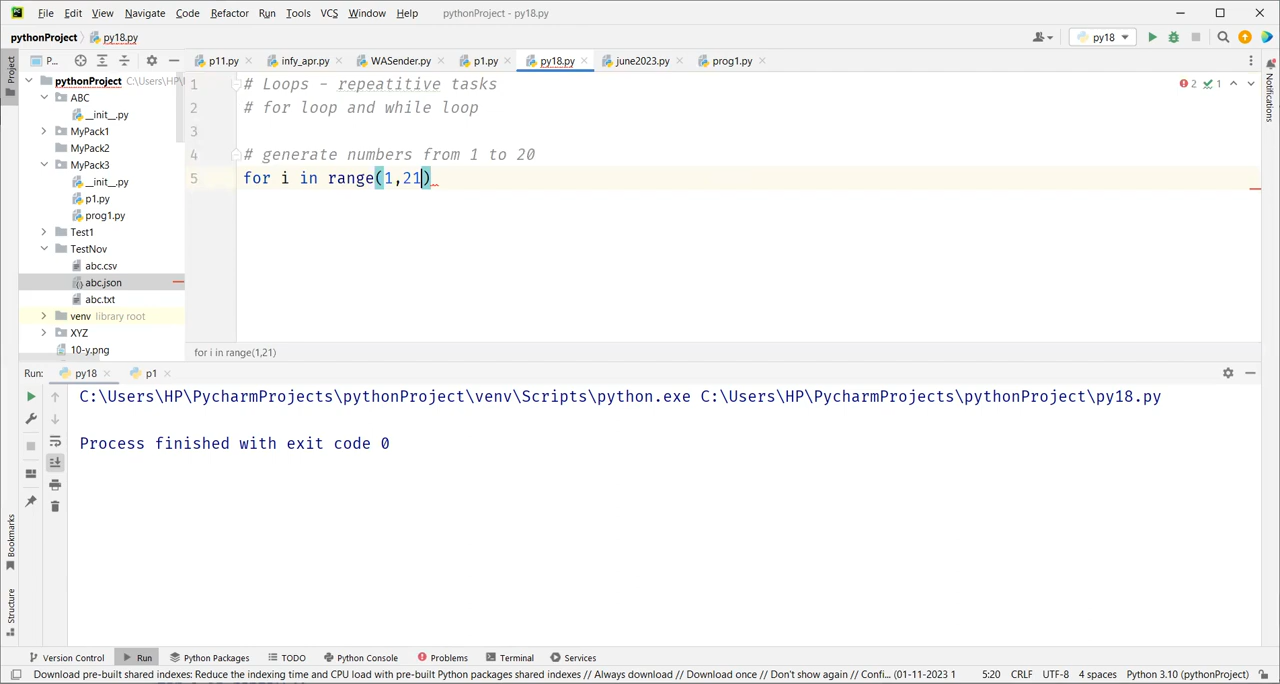 File Edit View Navigate Code Refactor Run Tools VCS Window Help pythonProject - py18.py
pythonProject py18.py py18
P... p11.py infy_apr.py WASender.py p1.py py18.py june2023.py prog1.py
Project
Notifications
pythonProject C:\Users\HP\
ABC
__init__.py
MyPack1
MyPack2
MyPack3
__init__.py
p1.py
prog1.py
Test1
TestNov
abc.csv
abc.json
abc.txt
venv library root
XYZ
10-y.png
1 # Loops - repeatitive tasks
2 # for loop and while loop
3
4 # generate numbers from 1 to 20
5 for i in range(1,21)
2 1
for i in range(1,21)
Run: py18 p1
C:\Users\HP\PycharmProjects\pythonProject\venv\Scripts\python.exe C:\Users\HP\PycharmProjects\pythonProject\py18.py
Process finished with exit code 0
Bookmarks
Structure
Version Control Run Python Packages TODO Python Console Problems Terminal Services
Download pre-built shared indexes: Reduce the indexing time and CPU load with pre-built Python packages shared indexes // Always download // Download once // Don't show again // Confi... (01-11-2023 1 5:20 CRLF UTF-8 4 spaces Python 3.10 (pythonProject)